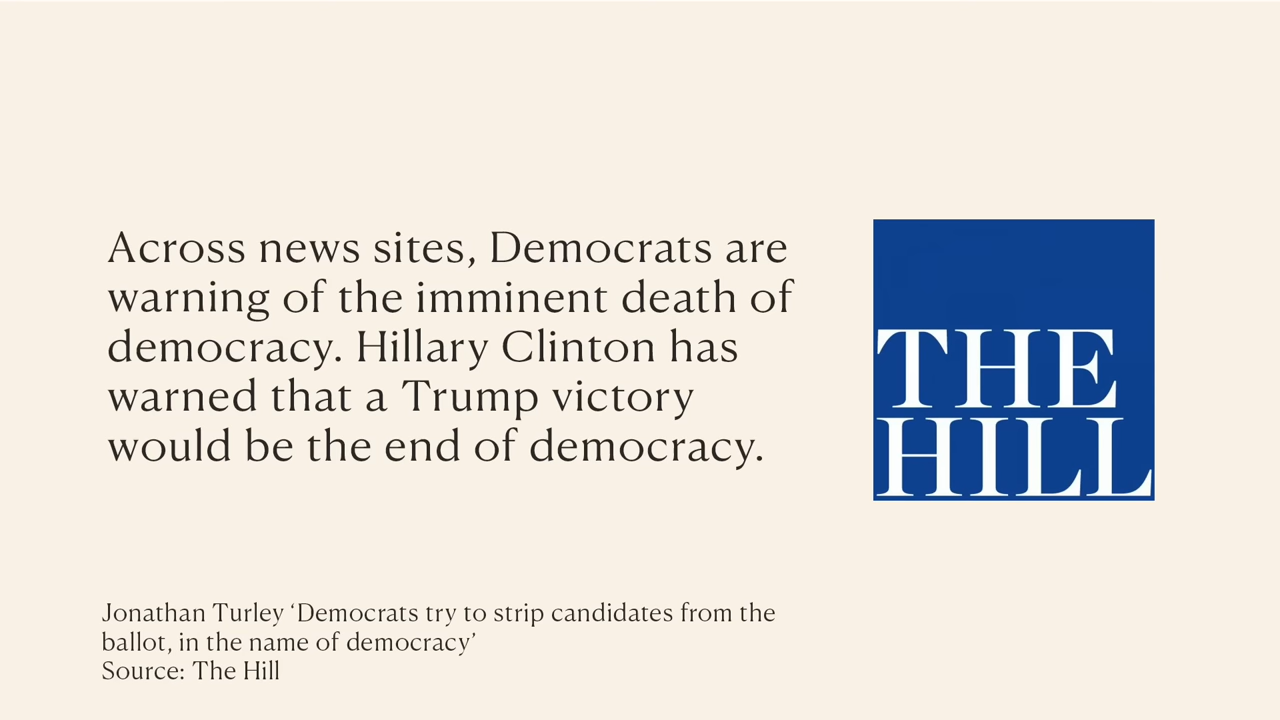 Across news sites, Democrats are
warning of the imminent death of
democracy. Hillary Clinton has
warned that a Trump victory
would be the end of democracy.
THE
HILL
Jonathan Turley ‘Democrats try to strip candidates from the
ballot, in the name of democracy’
Source: The Hill